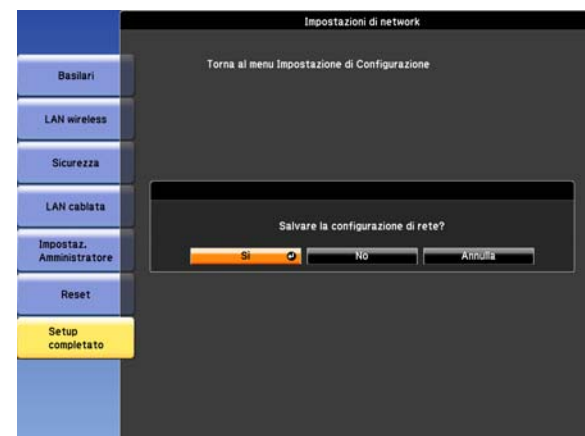 Impostazioni di network
Torna al menu Impostazione di Configurazione
Basilari
LAN wireless
Sicurezza
LAN cablata
Impostaz.
Amministratore
Reset
Setup
completato
Salvare la configurazione di rete?
Sì No Annulla